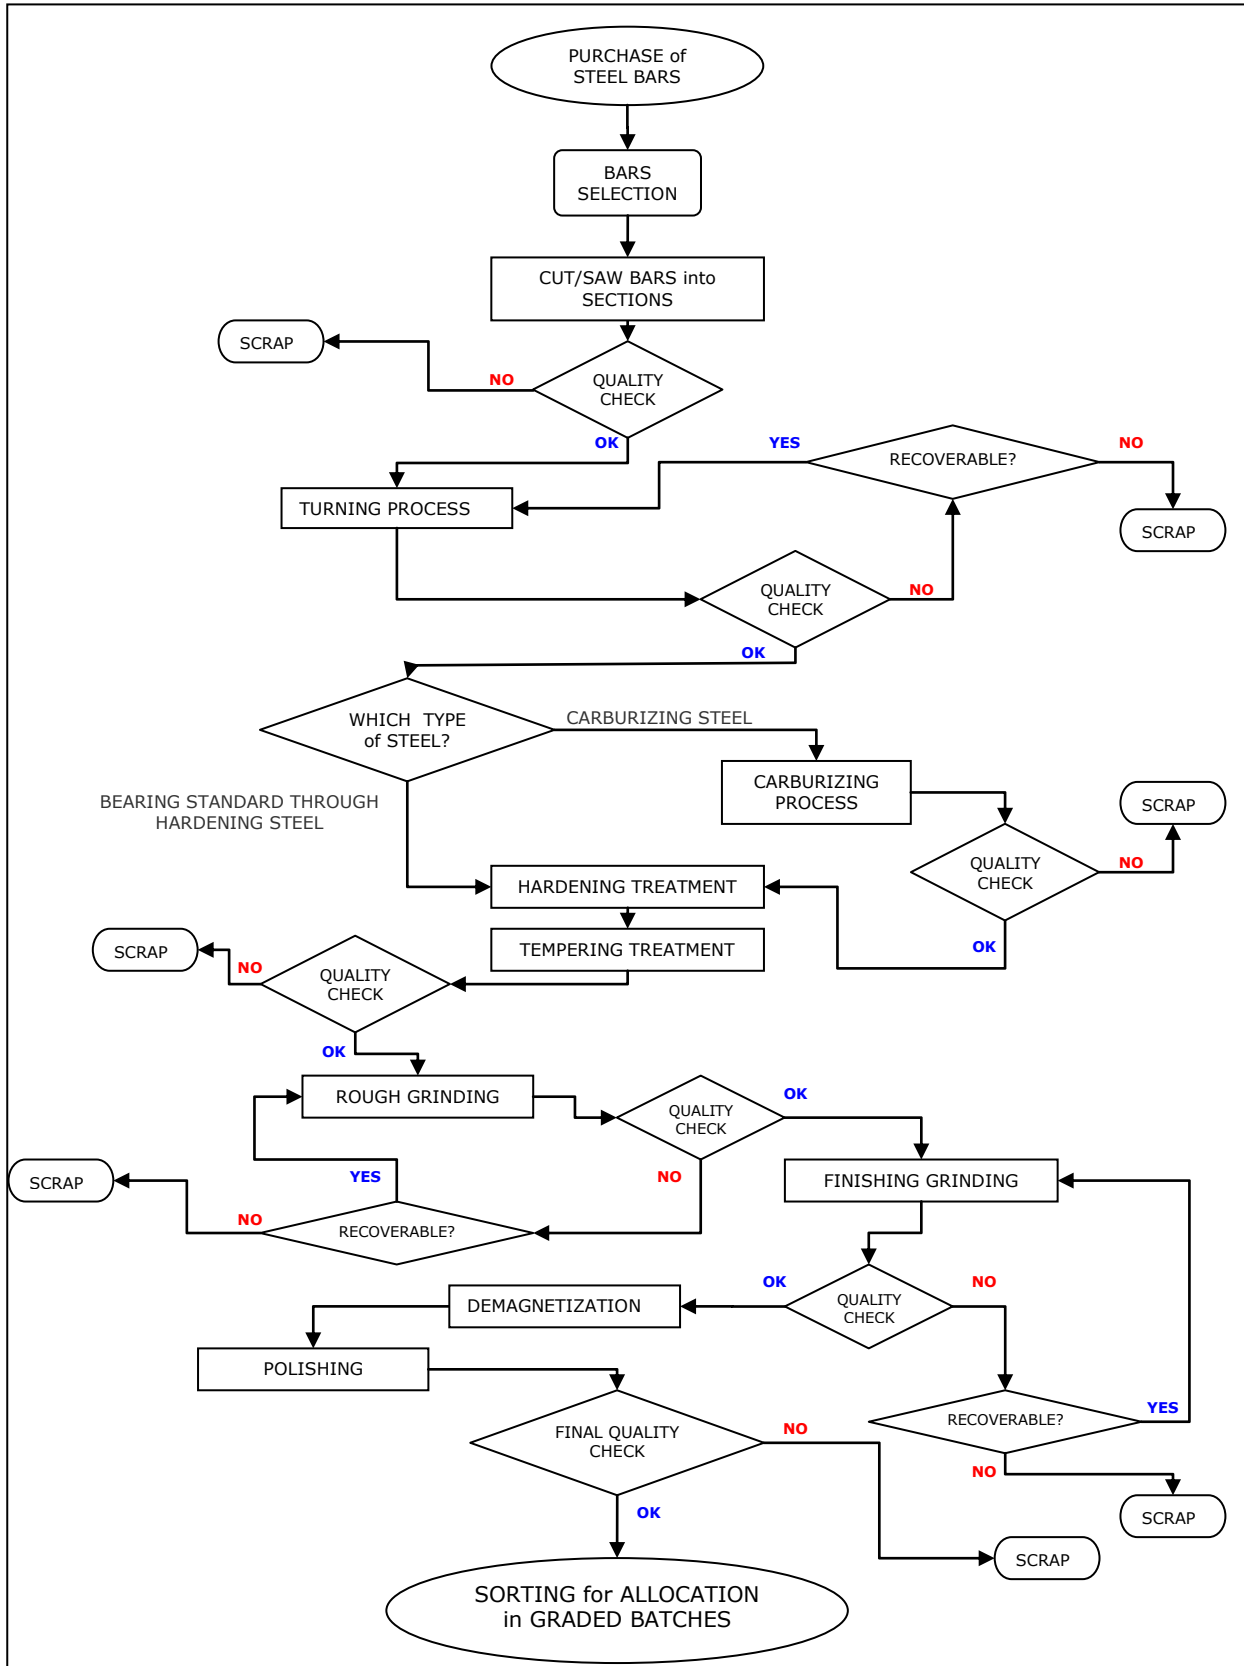 PURCHASE of
STEEL BARS
BARS
SELECTION
CUT/SAW BARS into
SECTIONS
SCRAP
NO
QUALITY
CHECK
OK
YES
RECOVERABLE?
NO
TURNING PROCESS
SCRAP
QUALITY
CHECK
NO
OK
WHICH TYPE
of STEEL?
CARBURIZING STEEL
CARBURIZING
PROCESS
SCRAP
BEARING STANDARD THROUGH
HARDENING STEEL
QUALITY
CHECK
NO
HARDENING TREATMENT
OK
TEMPERING TREATMENT
SCRAP
NO
QUALITY
CHECK
OK
ROUGH GRINDING
QUALITY
CHECK
OK
SCRAP
YES
NO
FINISHING GRINDING
NO
RECOVERABLE?
OK
QUALITY
CHECK
NO
DEMAGNETIZATION
POLISHING
RECOVERABLE?
YES
FINAL QUALITY
CHECK
NO
NO
OK
SCRAP
SCRAP
SORTING for ALLOCATION
in GRADED BATCHES